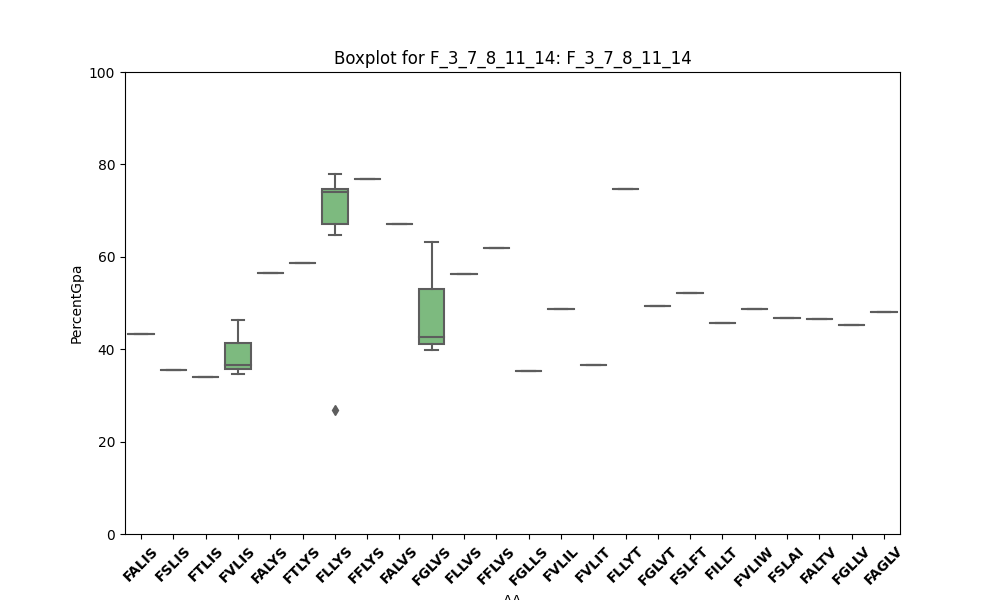 Boxplot for F_3_7_8_11_14: F_3_7_8_11_14
PercentGpa
100
80
60
40
20
0
FALIS
FSLIS
FTLIS
FVLIS
FALYS
FTLYS
FLLYS
FFLYS
FALVS
FGLVS
FLLVS
FFLVS
FGLLS
FVLIL
FVLIT
FLLYT
FGLVT
FSLFT
FILLT
FVLIW
FSLAI
FALTV
FGLLV
FAGLV
AA